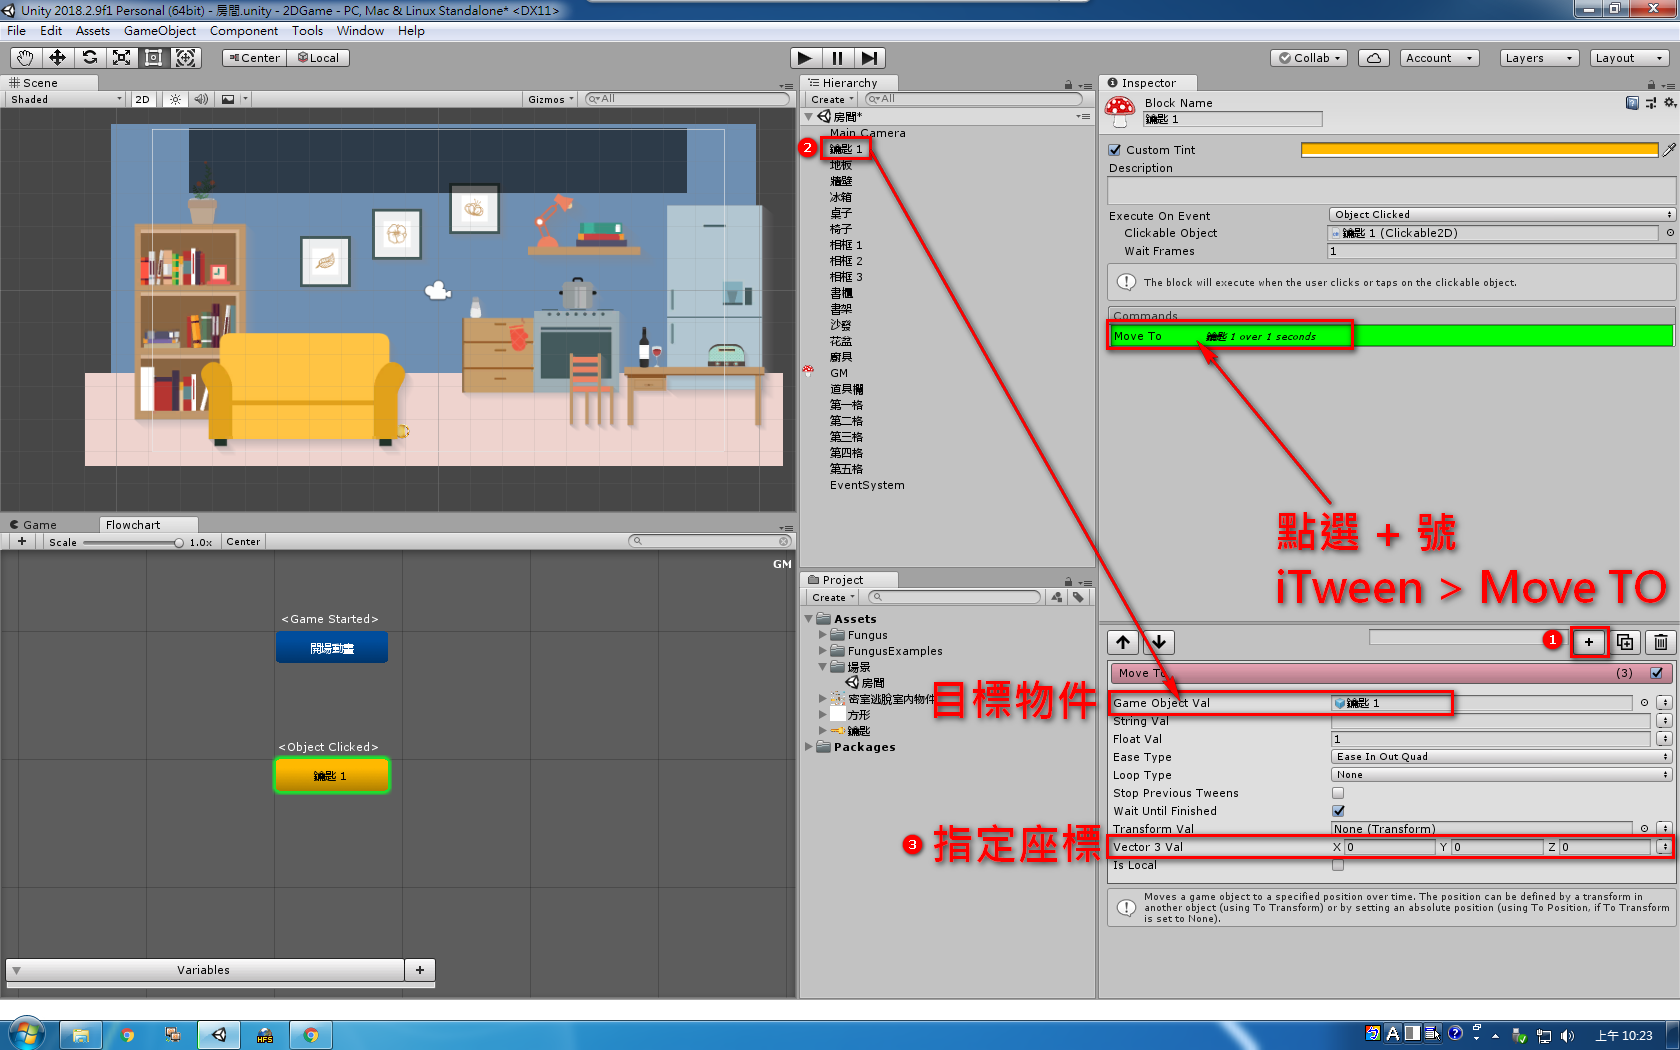 Unity 2018.2.9f1 Personal (64bit) - 房間.unity - 2DGame - PC, Mac & Linux Standalone* <DX11>
File Edit Assets GameObject Component Tools Window Help
Center Local
Collab Account Layers Layout
Scene
Shaded 2D Gizmos All
Hierarchy
Create All
房間*
Main Camera
鑰匙 1
地板
牆壁
冰箱
桌子
椅子
相框 1
相框 2
相框 3
書櫃
書架
沙發
花盆
廚具
GM
道具欄
第一格
第二格
第三格
第四格
第五格
EventSystem
2
Game Flowchart
Scale 1.0x Center
GM
<Game Started>
開場動畫
<Object Clicked>
鑰匙 1
Variables
Project
Create
Assets
Fungus
FungusExamples
場景
房間
密室逃脫室內物件
方形
鑰匙
Packages
Inspector
Block Name
鑰匙 1
Custom Tint
Description
Execute On Event Object Clicked
Clickable Object 鑰匙 1 (Clickable2D)
Wait Frames 1
The block will execute when the user clicks or taps on the clickable object.
Commands
Move To 鑰匙 1 over 1 seconds
點選 + 號
iTween > Move TO
1
Move To (3)
目標物件
Game Object Val 鑰匙 1
String Val
Float Val 1
Ease Type Ease In Out Quad
Loop Type None
Stop Previous Tweens
Wait Until Finished
Transform Val None (Transform)
3 指定座標
Vector 3 Val X 0 Y 0 Z 0
Is Local
Moves a game object to a specified position over time. The position can be defined by a transform in
another object (using To Transform) or by setting an absolute position (using To Position, if To Transform
is set to None).
HFS
A
上午 10:23